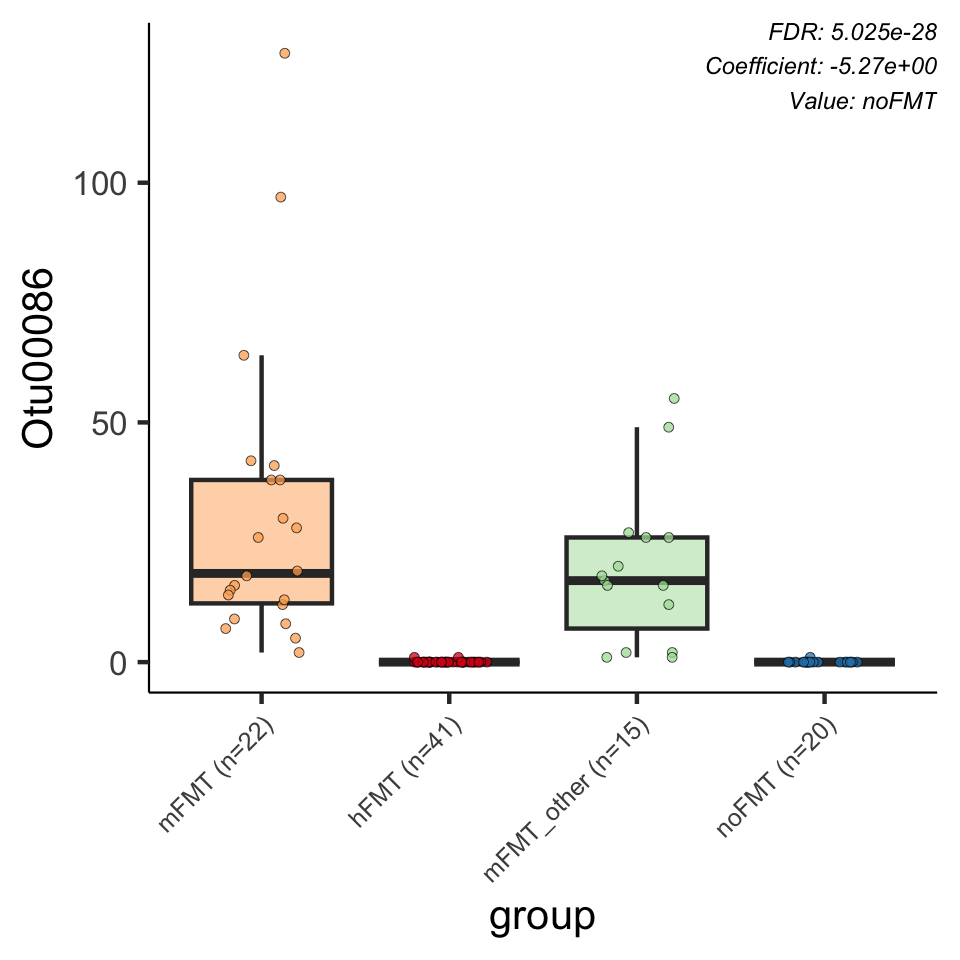 FDR: 5.025e-28
Coefficient: -5.27e+00
Value: noFMT
100
50
0
Otu00086
mFMT (n=22)
hFMT (n=41)
mFMT_other (n=15)
noFMT (n=20)
group